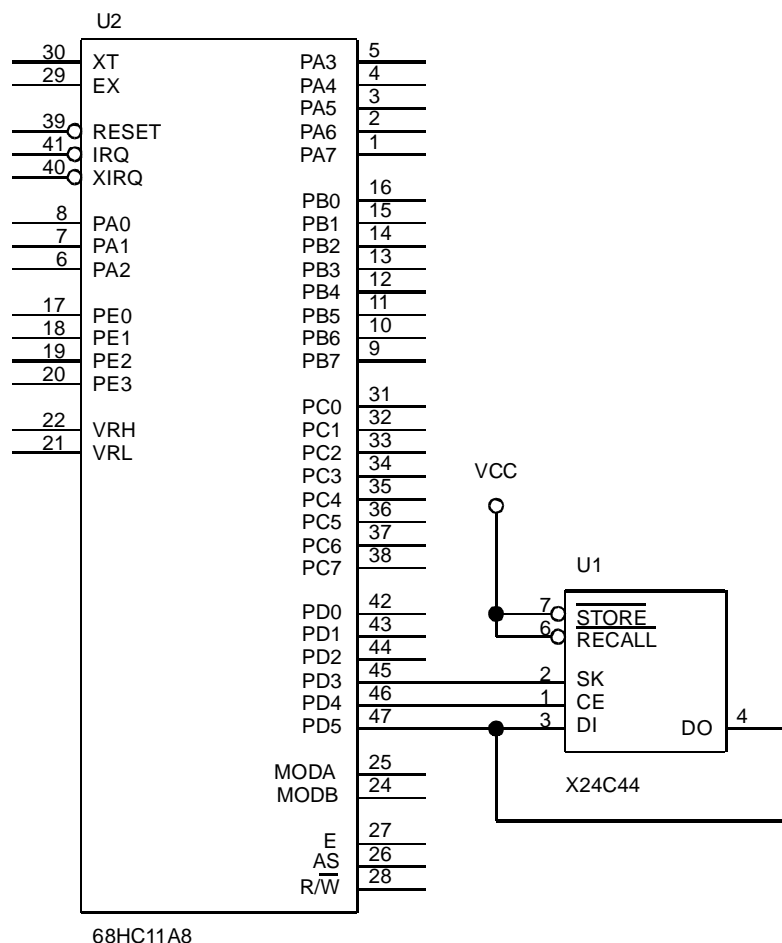 U2
30 XT PA3 5
29 EX PA4 4
PA5 3
39 RESET PA6 2
41 IRQ PA7 1
40 XIRQ
PB0 16
8 PA0 PB1 15
7 PA1 PB2 14
6 PA2 PB3 13
PB4 12
17 PE0 PB5 11
18 PE1 PB6 10
19 PE2 PB7 9
20 PE3
PC0 31
22 VRH PC1 32
21 VRL PC2 33
PC3 34
PC4 35
PC5 36
PC6 37
PC7 38
PD0 42
PD1 43
PD2 44
PD3 45
PD4 46
PD5 47
MODA 25
MODB 24
E 27
AS 26
R/W 28
68HC11A8
VCC
U1
7 STORE
6 RECALL
2 SK
1 CE
3 DI DO 4
X24C44